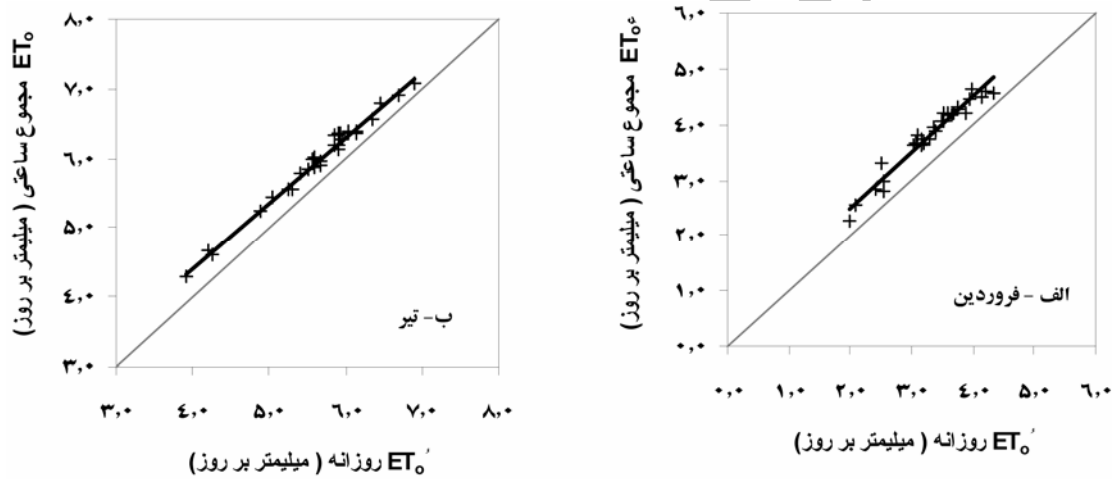 ۶,۰
۵,۰
۴,۰
۳,۰
۲,۰
۱,۰
۰,۰
ET₀ مجموع ساعتی ( میلیمتر بر روز)
الف - فروردین
۰,۰ ۱,۰ ۲,۰ ۳,۰ ٤,۰ ۵,۰ ۶,۰
ET₀′ روزانه ( میلیمتر بر روز)
۸,۰
۷,۰
۶,۰
۵,۰
۴,۰
۳,۰
ET₀ مجموع ساعتی ( میلیمتر بر روز)
ب - تیر
۳,۰ ٤,۰ ۵,۰ ۶,۰ ۷,۰ ۸,۰
ET₀′ روزانه ( میلیمتر بر روز)